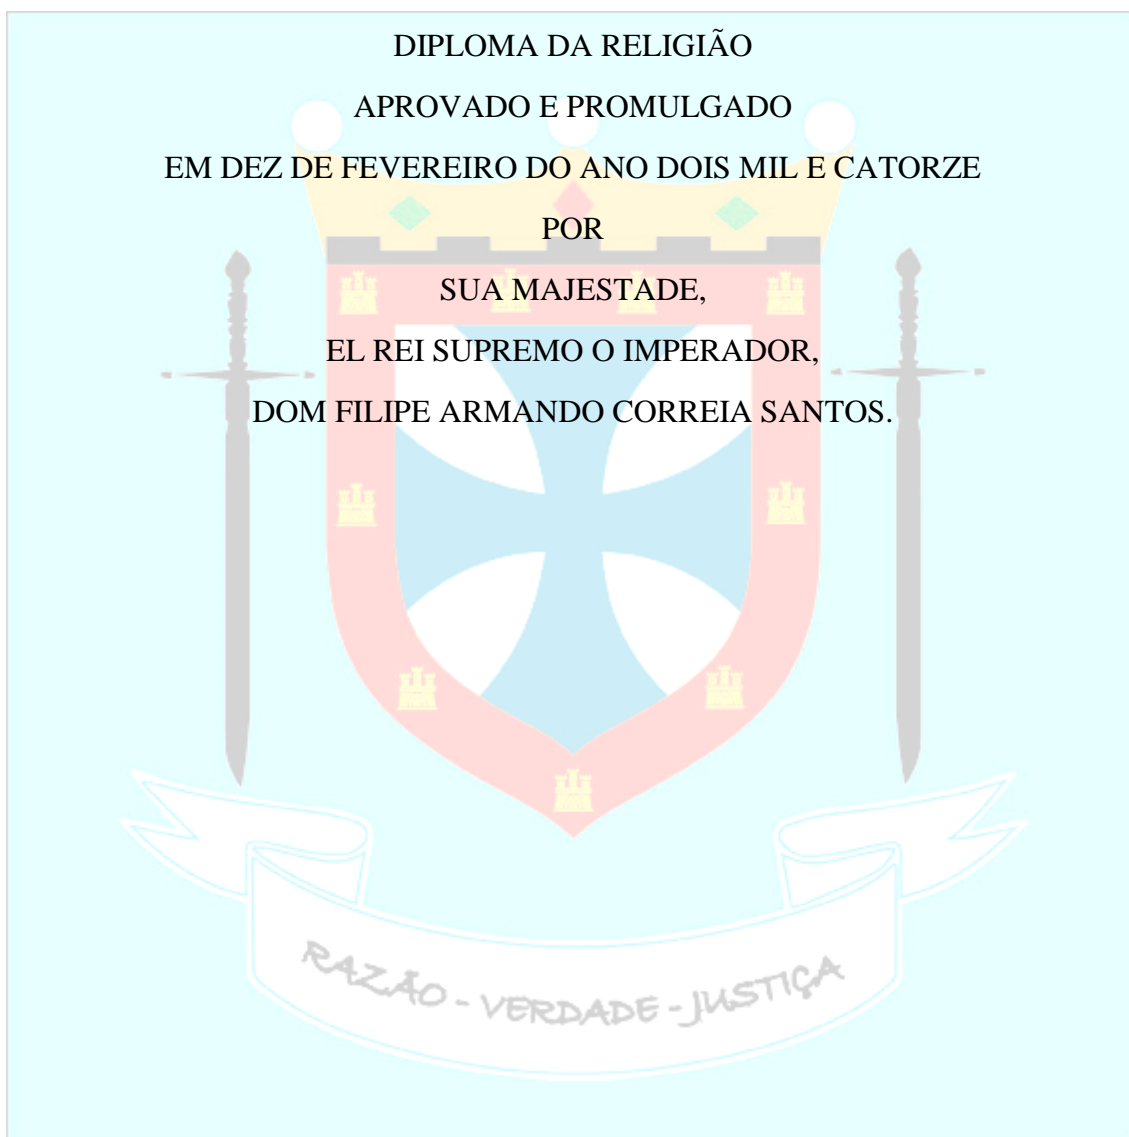 DIPLOMA DA RELIGIÃO
APROVADO E PROMULGADO
EM DEZ DE FEVEREIRO DO ANO DOIS MIL E CATORZE
POR
SUA MAJESTADE,
EL REI SUPREMO O IMPERADOR,
DOM FILIPE ARMANDO CORREIA SANTOS.
RAZÃO - VERDADE - JUSTIÇA